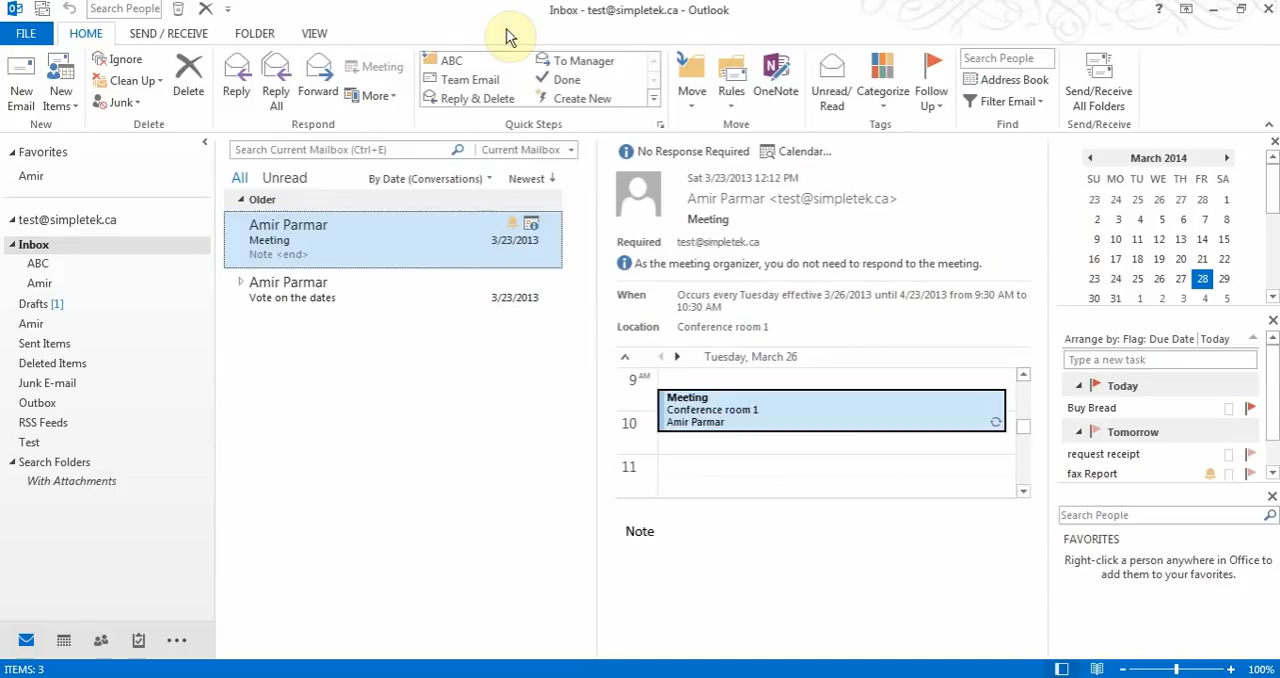 Search People
Inbox - test@simpletek.ca - Outlook
?
FILE
HOME
SEND / RECEIVE
FOLDER
VIEW
New Email
New Items
Ignore
Clean Up
Junk
Delete
Reply
Reply All
Forward
Meeting
More
ABC
Team Email
Reply & Delete
To Manager
Done
Create New
Move
Rules
OneNote
Unread/ Read
Categorize
Follow Up
Search People
Address Book
Filter Email
Send/Receive All Folders
New
Delete
Respond
Quick Steps
Move
Tags
Find
Send/Receive
Favorites
Amir
test@simpletek.ca
Inbox
ABC
Amir
Drafts [1]
Amir
Sent Items
Deleted Items
Junk E-mail
Outbox
RSS Feeds
Test
Search Folders
With Attachments
Search Current Mailbox (Ctrl+E)
Current Mailbox
All Unread
By Date (Conversations)
Newest
Older
Amir Parmar
Meeting 3/23/2013
Note <end>
Amir Parmar
Vote on the dates 3/23/2013
No Response Required
Calendar...
Sat 3/23/2013 12:12 PM
Amir Parmar <test@simpletek.ca>
Meeting
Required test@simpletek.ca
As the meeting organizer, you do not need to respond to the meeting.
When Occurs every Tuesday effective 3/26/2013 until 4/23/2013 from 9:30 AM to
10:30 AM
Location Conference room 1
Tuesday, March 26
9 AM
Meeting
Conference room 1
Amir Parmar
10
11
Note
March 2014
SU MO TU WE TH FR SA
23 24 25 26 27 28 1
2 3 4 5 6 7 8
9 10 11 12 13 14 15
16 17 18 19 20 21 22
23 24 25 26 27 28 29
30 31 1 2 3 4 5
Arrange by: Flag: Due Date Today
Type a new task
Today
Buy Bread
Tomorrow
request receipt
fax Report
Search People
FAVORITES
Right-click a person anywhere in Office to
add them to your favorites.
ITEMS: 3
100%